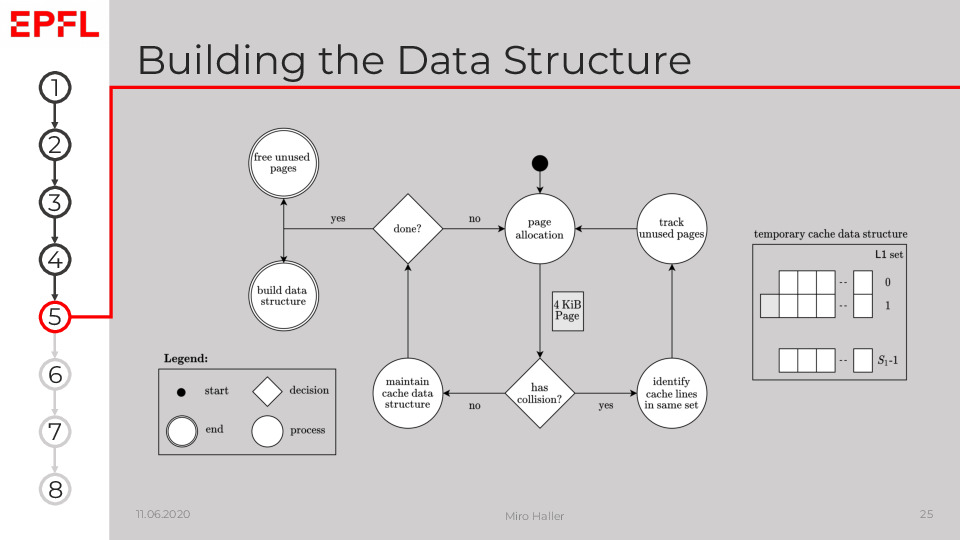 EPFL
Building the Data Structure
1
2
3
4
5
6
7
8
free unused
pages
yes
done?
no
page
allocation
track
unused pages
build data
structure
4 KiB
Page
temporary cache data structure
L1 set
--
0
--
1
--
S₁-1
maintain
cache data
structure
no
has
collision?
yes
identify
cache lines
in same set
Legend:
start
decision
end
process
11.06.2020
Miro Haller
25